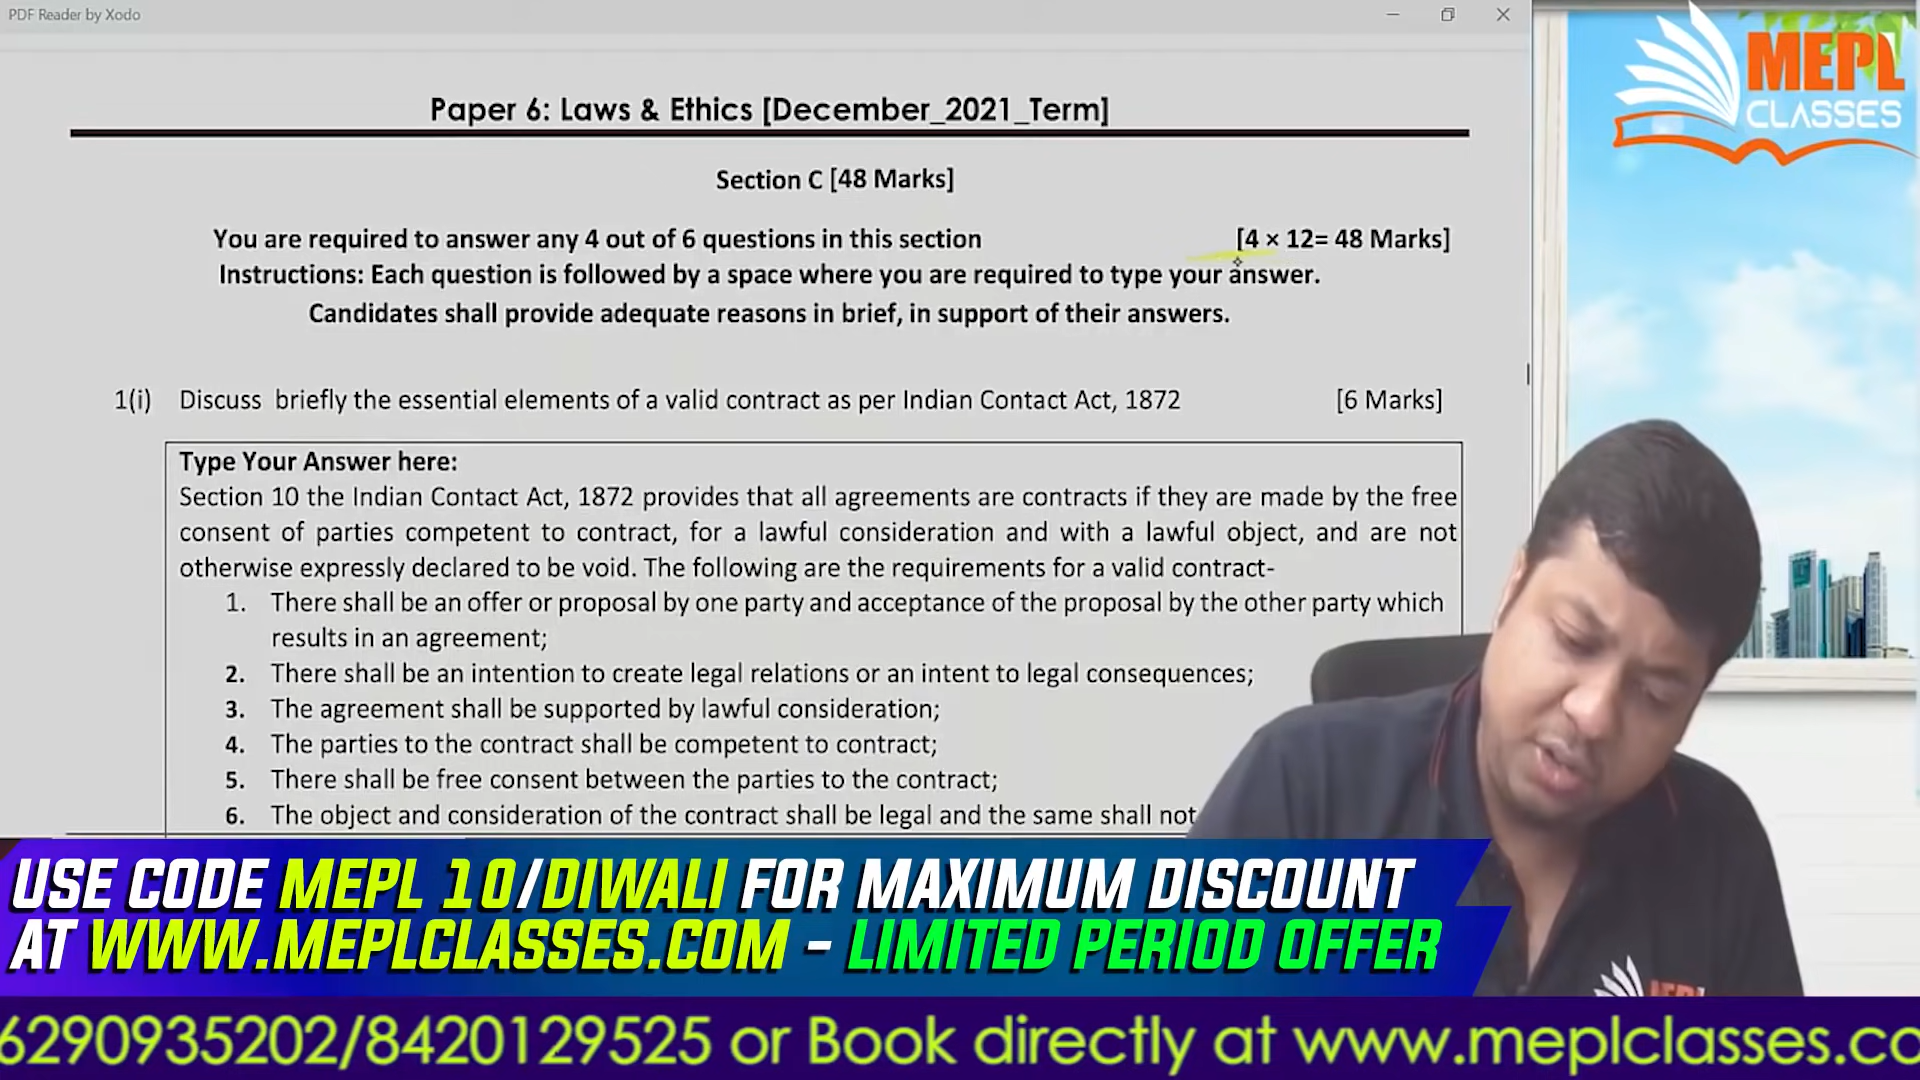 PDF Reader by Xodo
MEPL
CLASSES
Paper 6: Laws & Ethics [December_2021_Term]
Section C [48 Marks]
You are required to answer any 4 out of 6 questions in this section [4 × 12= 48 Marks]
Instructions: Each question is followed by a space where you are required to type your answer.
Candidates shall provide adequate reasons in brief, in support of their answers.
1(i) Discuss briefly the essential elements of a valid contract as per Indian Contact Act, 1872 [6 Marks]
Type Your Answer here:
Section 10 the Indian Contact Act, 1872 provides that all agreements are contracts if they are made by the free
consent of parties competent to contract, for a lawful consideration and with a lawful object, and are not
otherwise expressly declared to be void. The following are the requirements for a valid contract-
1. There shall be an offer or proposal by one party and acceptance of the proposal by the other party which
results in an agreement;
2. There shall be an intention to create legal relations or an intent to legal consequences;
3. The agreement shall be supported by lawful consideration;
4. The parties to the contract shall be competent to contract;
5. There shall be free consent between the parties to the contract;
6. The object and consideration of the contract shall be legal and the same shall not
USE CODE MEPL 10/DIWALI FOR MAXIMUM DISCOUNT
AT WWW.MEPLCLASSES.COM - LIMITED PERIOD OFFER
MEPL
6290935202/8420129525 or Book directly at www.meplclasses.co